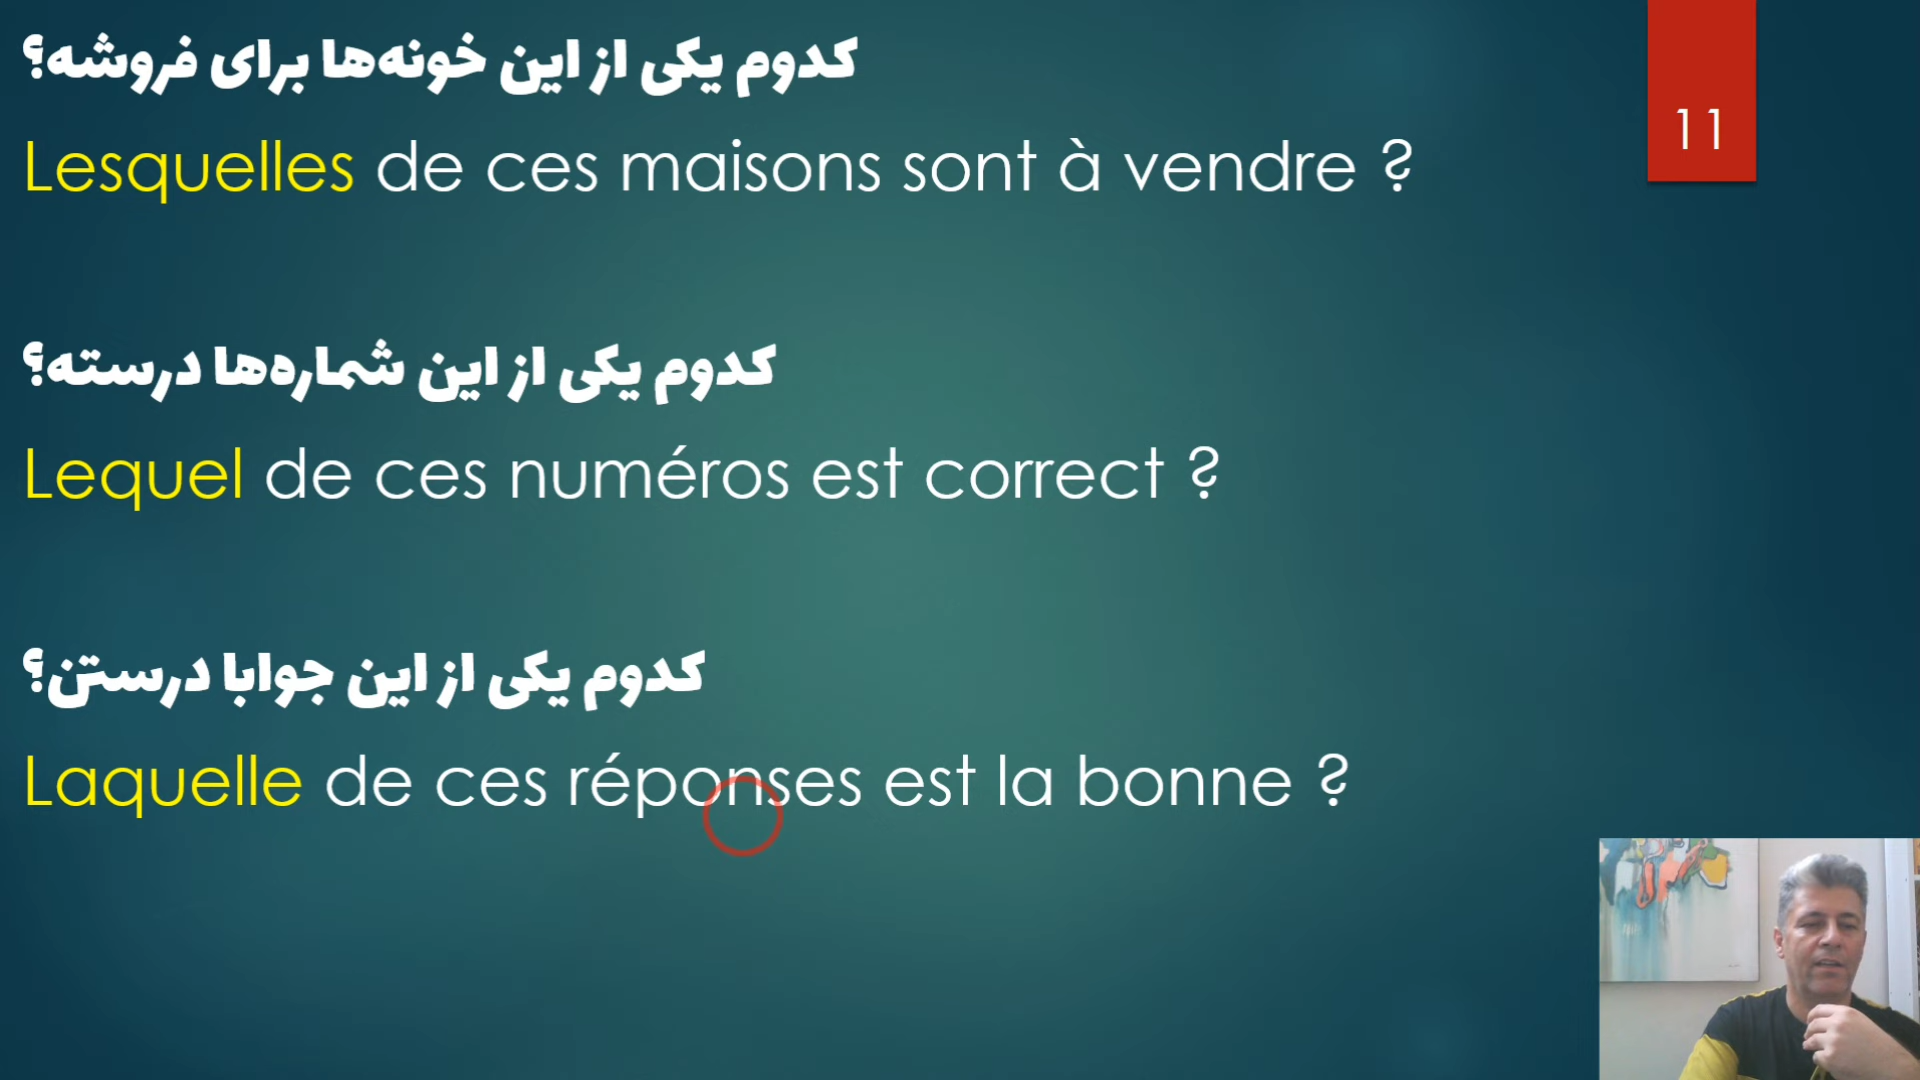 کدوم یکی از این خونه‌ها برای فروشه؟
Lesquelles de ces maisons sont à vendre ?
11
کدوم یکی از این شماره‌ها درسته؟
Lequel de ces numéros est correct ?
کدوم یکی از این جوابا درستن؟
Laquelle de ces réponses est la bonne ?